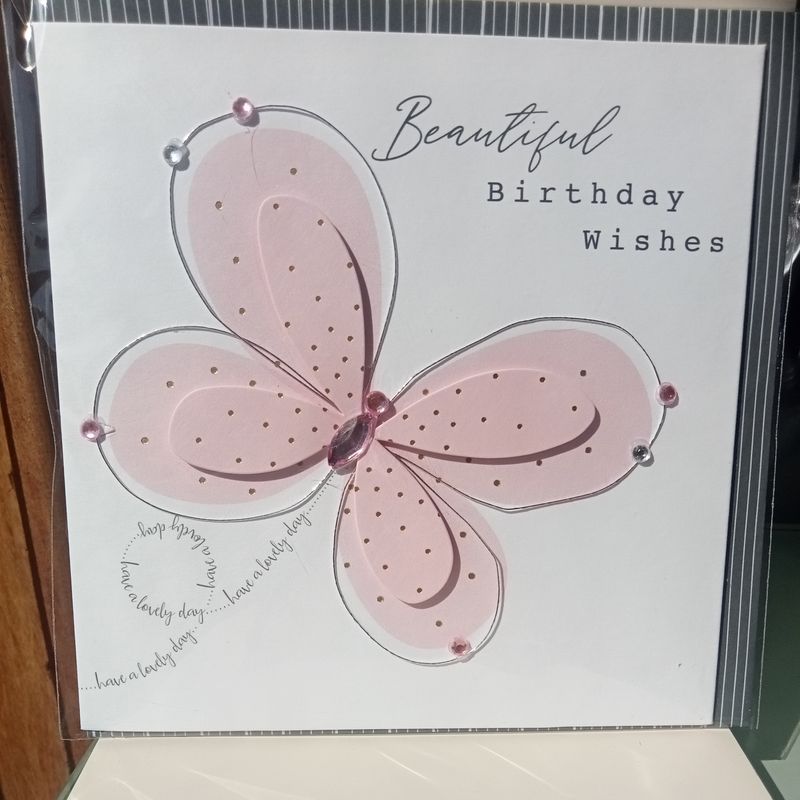 Beautiful
Birthday
Wishes
....have a lovely day.......have a lovely day....have a lovely day.......have a lovely day......have a lovely day........